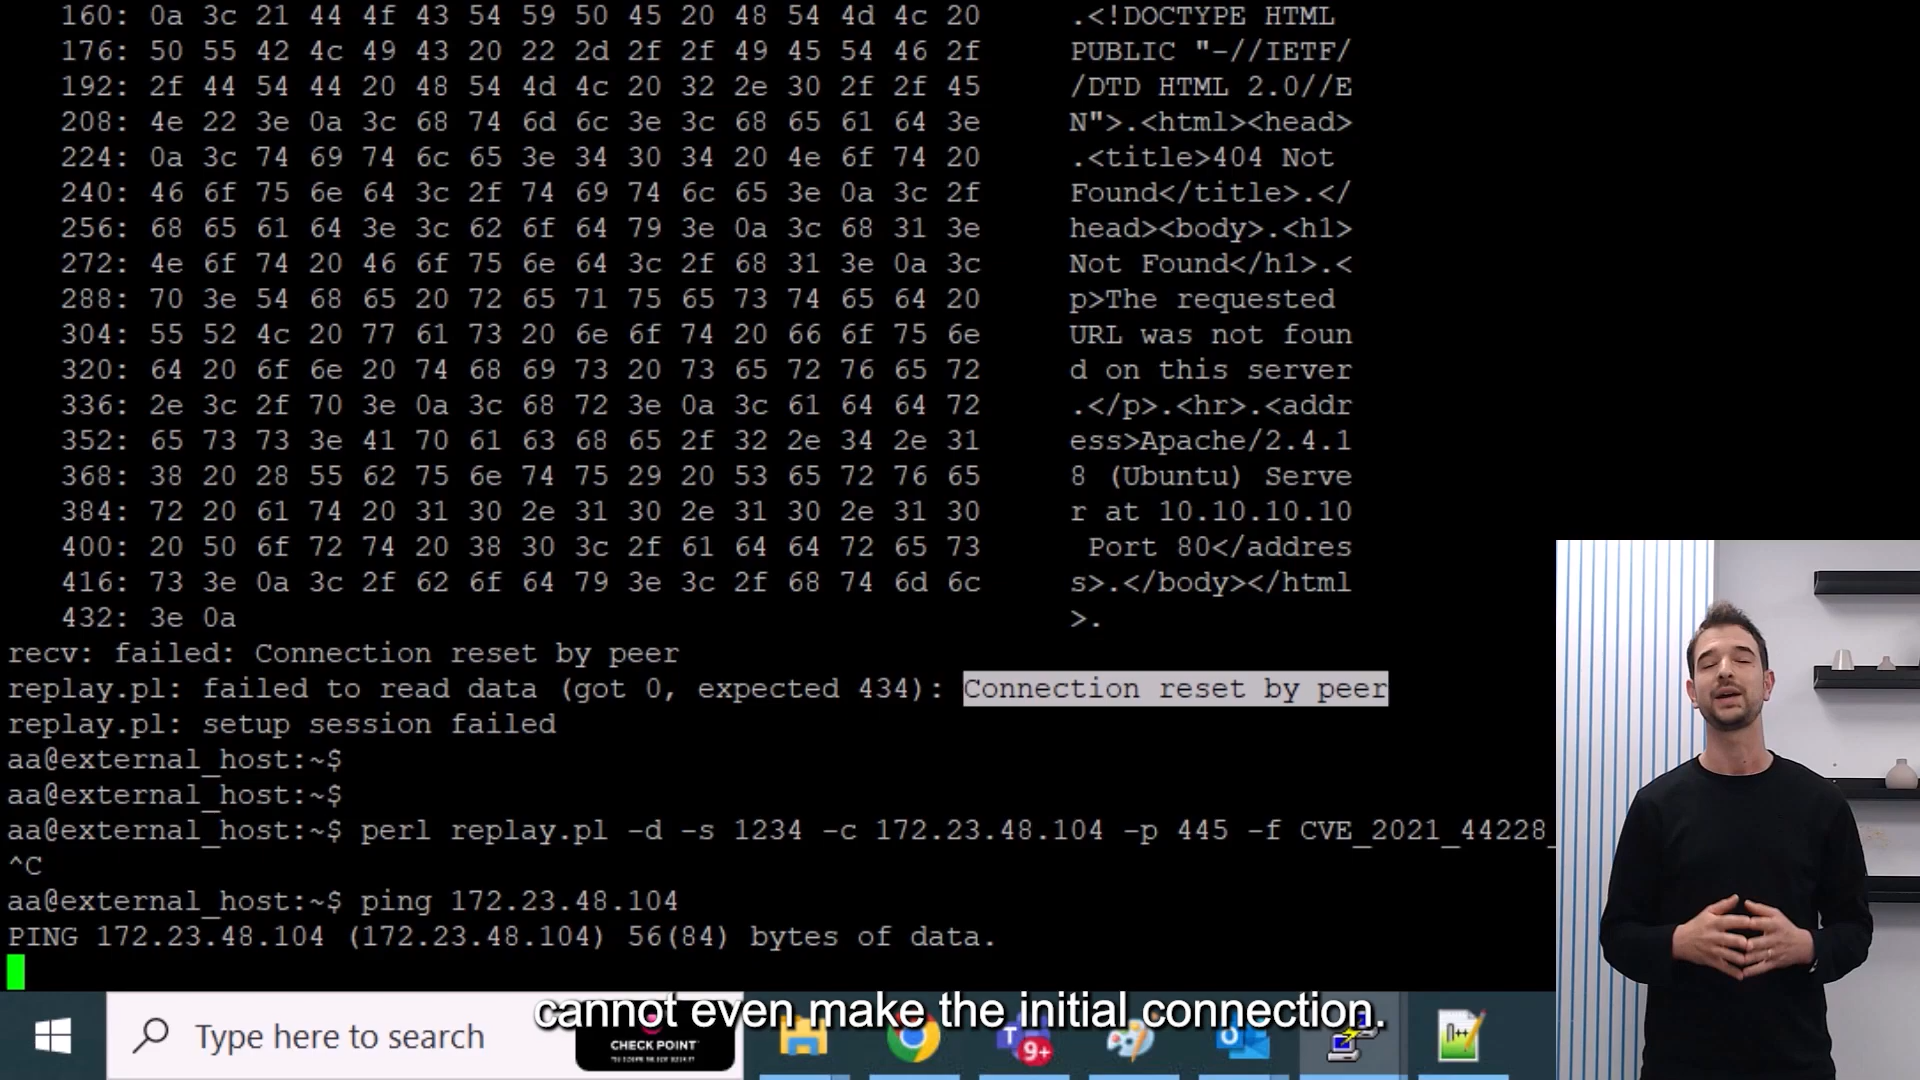 160: 0a 3c 21 44 4f 43 54 59 50 45 20 48 54 4d 4c 20 .<!DOCTYPE HTML
176: 50 55 42 4c 49 43 20 22 2d 2f 2f 49 45 54 46 2f PUBLIC "-//IETF/
192: 2f 44 54 44 20 48 54 4d 4c 20 32 2e 30 2f 2f 45 /DTD HTML 2.0//E
208: 4e 22 3e 0a 3c 68 74 6d 6c 3e 3c 68 65 61 64 3e N">.<html><head>
224: 0a 3c 74 69 74 6c 65 3e 34 30 34 20 4e 6f 74 20 .<title>404 Not
240: 46 6f 75 6e 64 3c 2f 74 69 74 6c 65 3e 0a 3c 2f Found</title>.</
256: 68 65 61 64 3e 3c 62 6f 64 79 3e 0a 3c 68 31 3e head><body>.<h1>
272: 4e 6f 74 20 46 6f 75 6e 64 3c 2f 68 31 3e 0a 3c Not Found</h1>.<
288: 70 3e 54 68 65 20 72 65 71 75 65 73 74 65 64 20 p>The requested
304: 55 52 4c 20 77 61 73 20 6e 6f 74 20 66 6f 75 6e URL was not foun
320: 64 20 6f 6e 20 74 68 69 73 20 73 65 72 76 65 72 d on this server
336: 2e 3c 2f 70 3e 0a 3c 68 72 3e 0a 3c 61 64 64 72 .</p>.<hr>.<addr
352: 65 73 73 3e 41 70 61 63 68 65 2f 32 2e 34 2e 31 ess>Apache/2.4.1
368: 38 20 28 55 62 75 6e 74 75 29 20 53 65 72 76 65 8 (Ubuntu) Serve
384: 72 20 61 74 20 31 30 2e 31 30 2e 31 30 2e 31 30 r at 10.10.10.10
400: 20 50 6f 72 74 20 38 30 3c 2f 61 64 64 72 65 73 Port 80</addres
416: 73 3e 0a 3c 2f 62 6f 64 79 3e 3c 2f 68 74 6d 6c s>.</body></html
432: 3e 0a >.
recv: failed: Connection reset by peer
replay.pl: failed to read data (got 0, expected 434): Connection reset by peer
replay.pl: setup session failed
aa@external_host:~$
aa@external_host:~$
aa@external_host:~$ perl replay.pl -d -s 1234 -c 172.23.48.104 -p 445 -f CVE_2021_44228_
^C
aa@external_host:~$ ping 172.23.48.104
PING 172.23.48.104 (172.23.48.104) 56(84) bytes of data.
cannot even make the initial connection.
Type here to search
CHECK POINT
9+